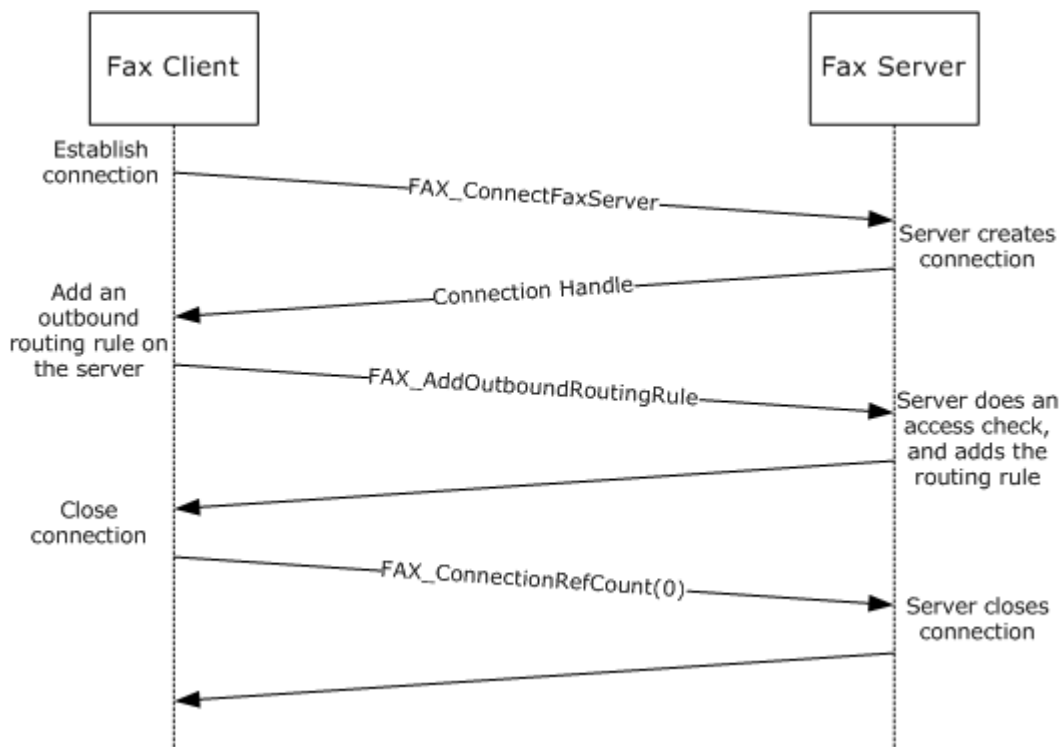 Fax Client
Fax Server
Establish
connection
FAX_ConnectFaxServer
Server creates
connection
Connection Handle
Add an
outbound
routing rule on
the server
FAX_AddOutboundRoutingRule
Server does an
access check,
and adds the
routing rule
Close
connection
FAX_ConnectionRefCount(0)
Server closes
connection